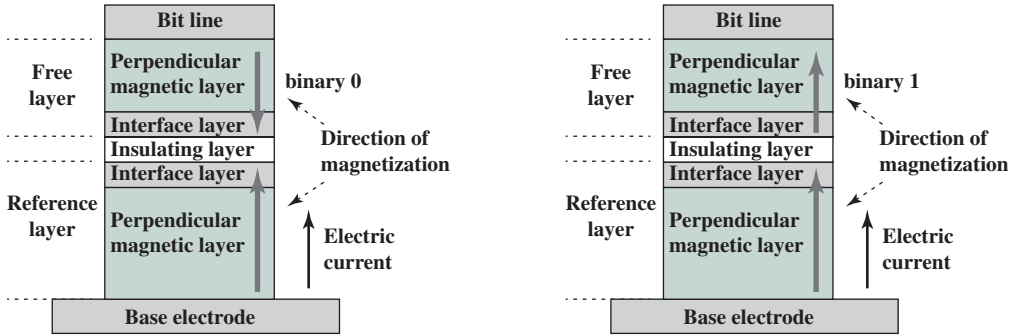 Bit line
Free
layer
Perpendicular
magnetic layer
binary 0
Interface layer
Insulating layer
Interface layer
Direction of
magnetization
Reference
layer
Perpendicular
magnetic layer
Electric
current
Base electrode
Bit line
Free
layer
Perpendicular
magnetic layer
binary 1
Interface layer
Insulating layer
Interface layer
Direction of
magnetization
Reference
layer
Perpendicular
magnetic layer
Electric
current
Base electrode